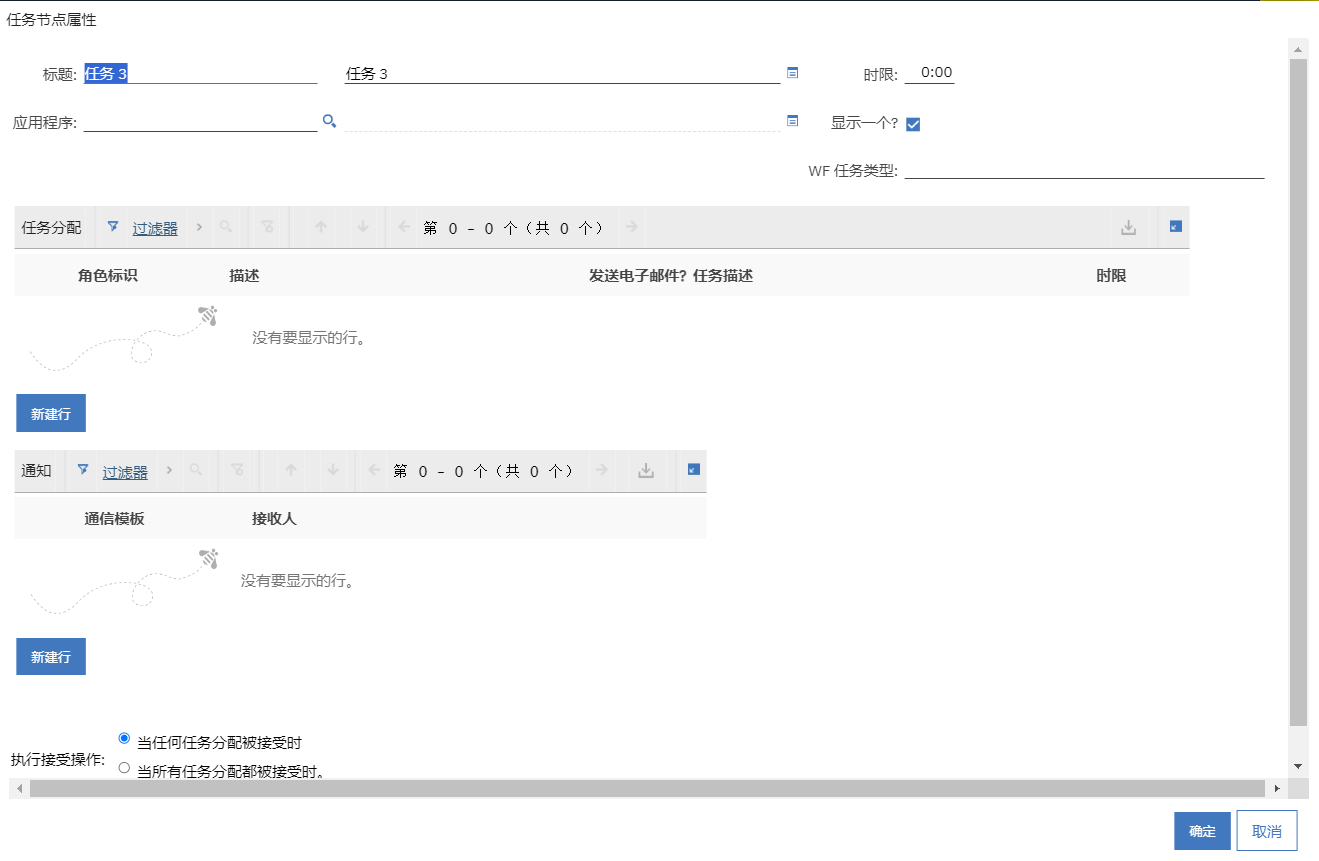 任务节点属性
标题: 任务 3 任务 3 时限: 0:00
应用程序: 显示一个?
WF 任务类型:
任务分配 过滤器 第 0 - 0 个（共 0 个）
角色标识 描述 发送电子邮件? 任务描述 时限
没有要显示的行。
新建行
通知 过滤器 第 0 - 0 个（共 0 个）
通信模板 接收人
没有要显示的行。
新建行
当任何任务分配被接受时
执行接受操作:
当所有任务分配都被接受时。
确定 取消